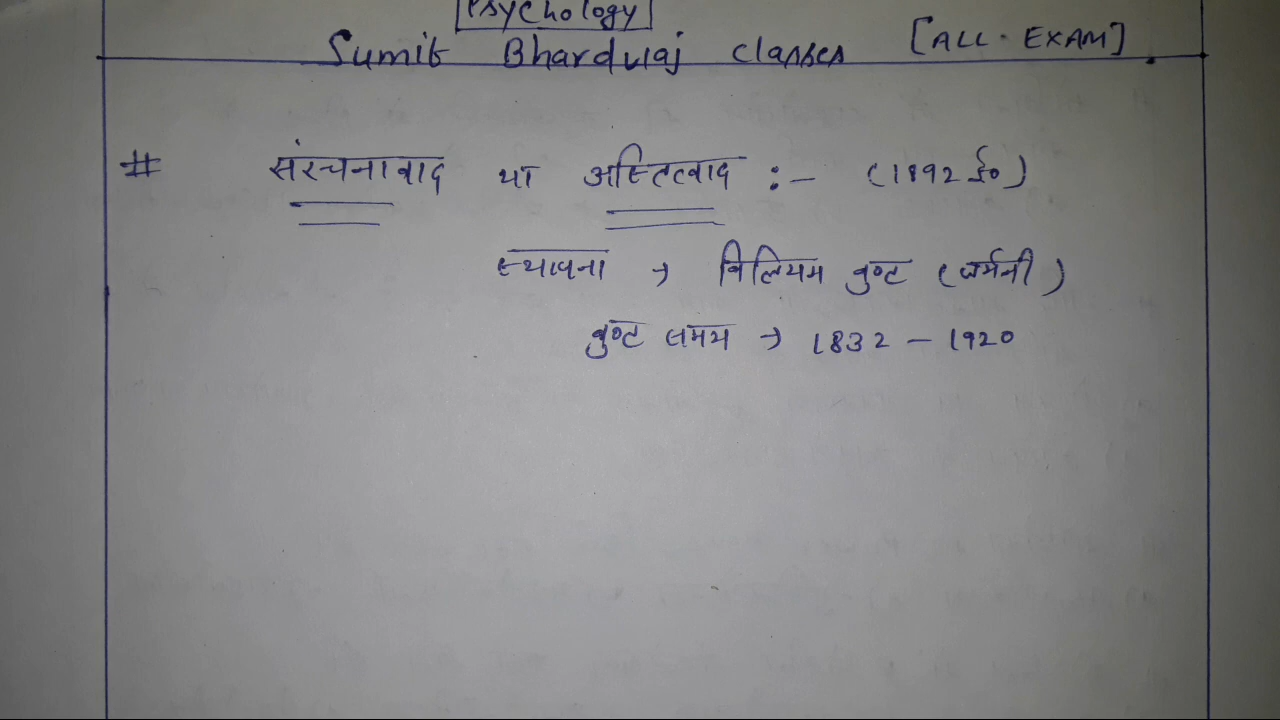 Psychology
Sumit Bhardwaj Classes [ALL. EXAM]
# संरचनावाद या अस्तित्ववाद :- (1892 ई०)
स्थापना → विलियम वुण्ट (जर्मनी)
वुण्ट समय → 1832 - 1920